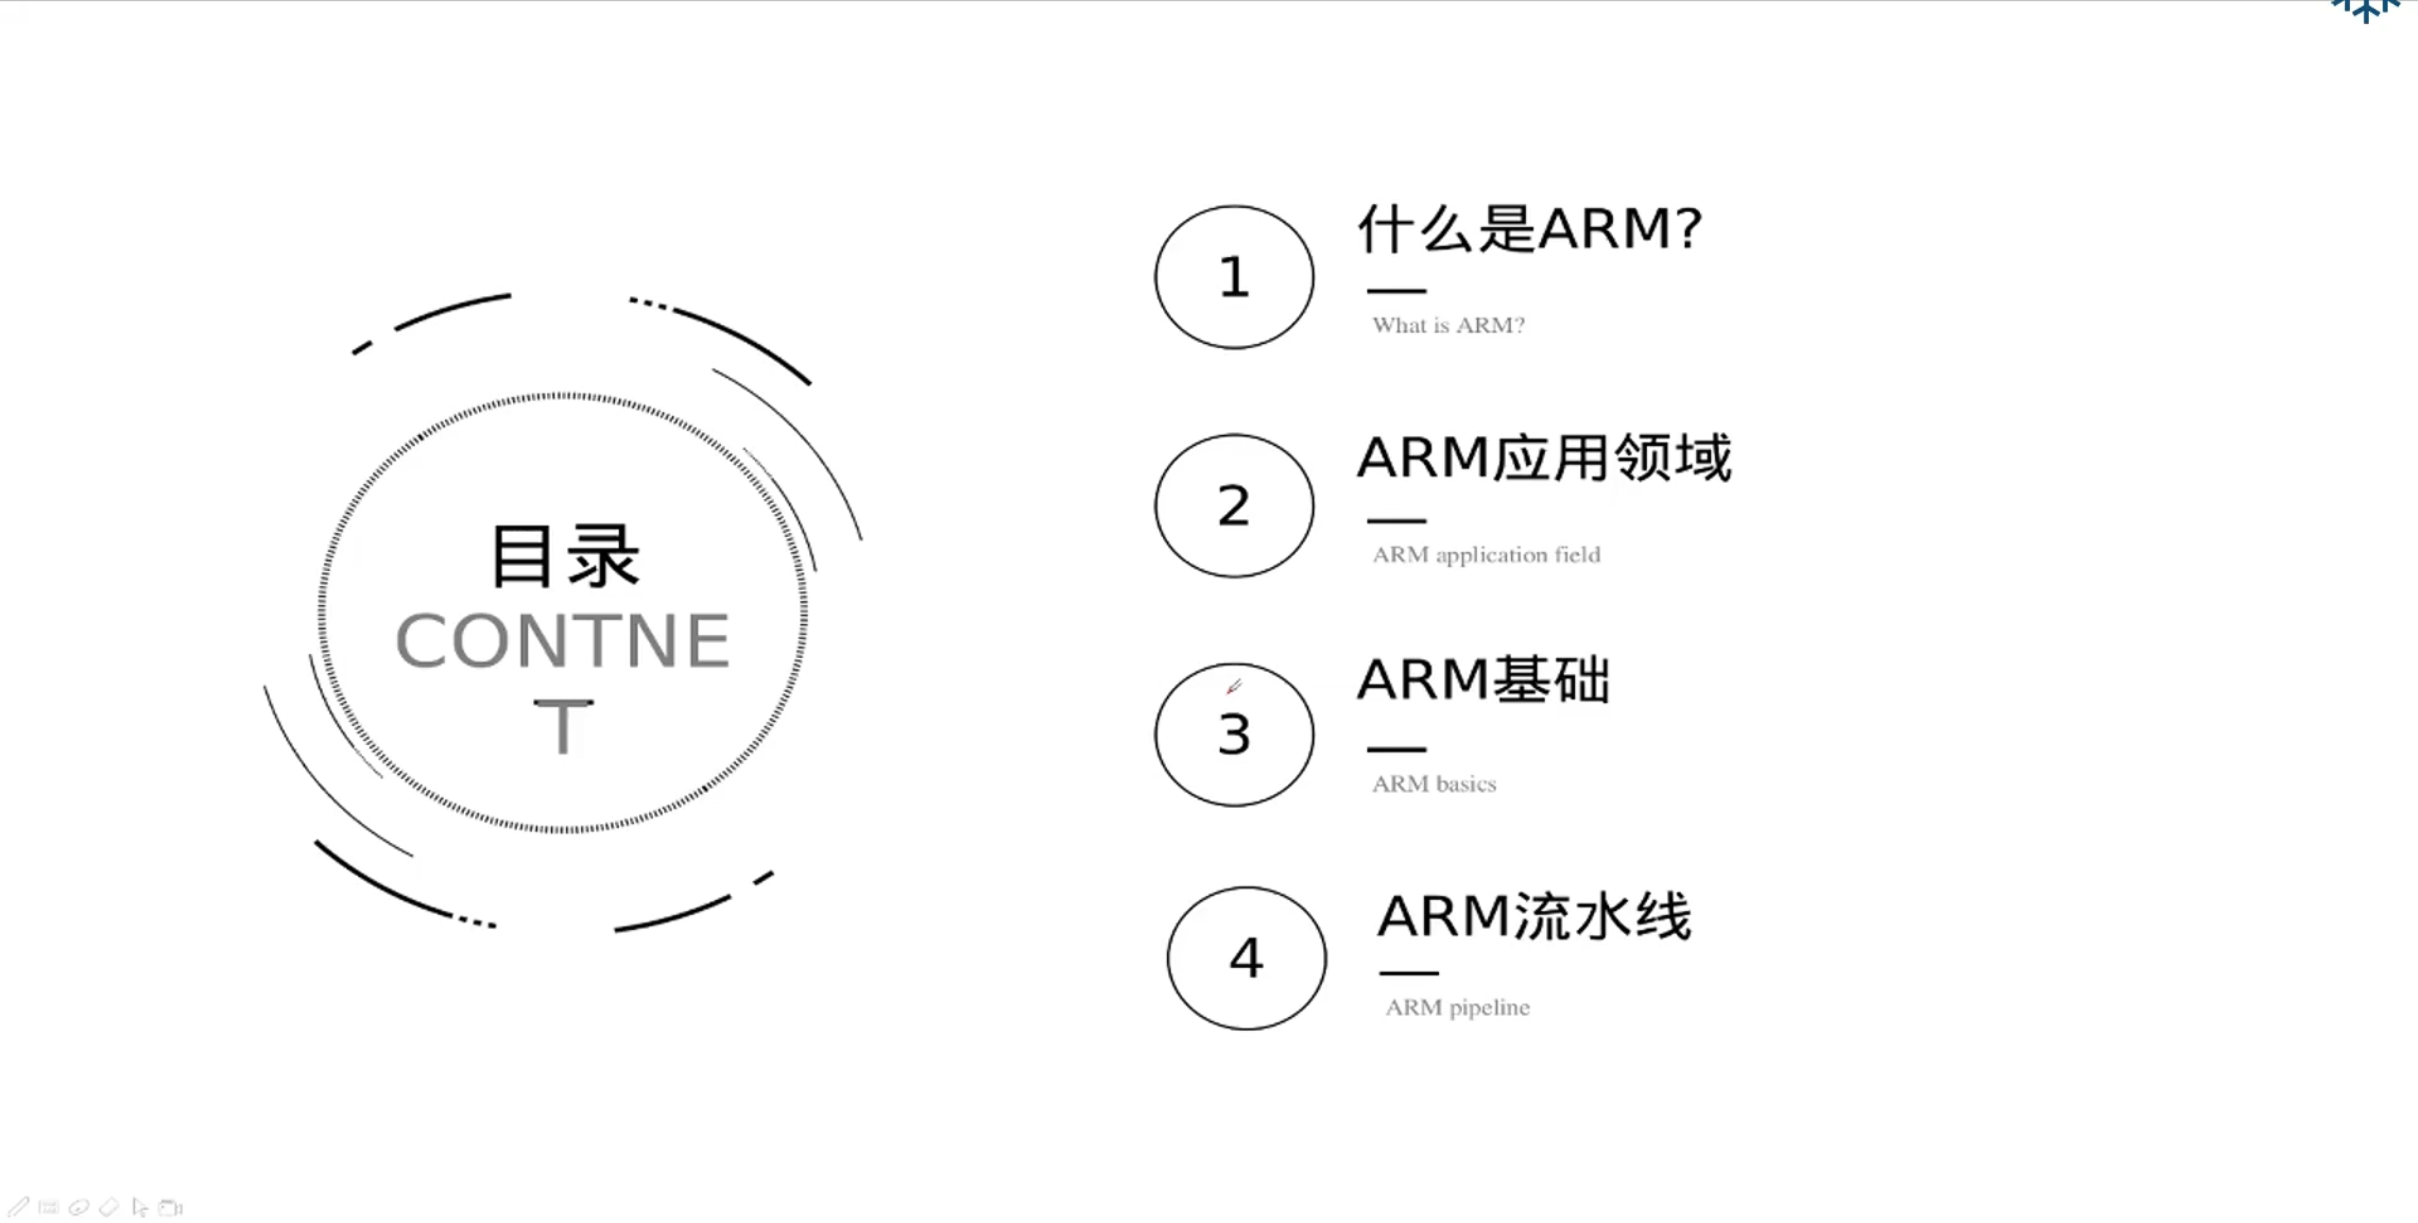 目录
CONTNE
T
1
什么是ARM?
What is ARM?
2
ARM应用领域
ARM application field
3
ARM基础
ARM basics
4
ARM流水线
ARM pipeline